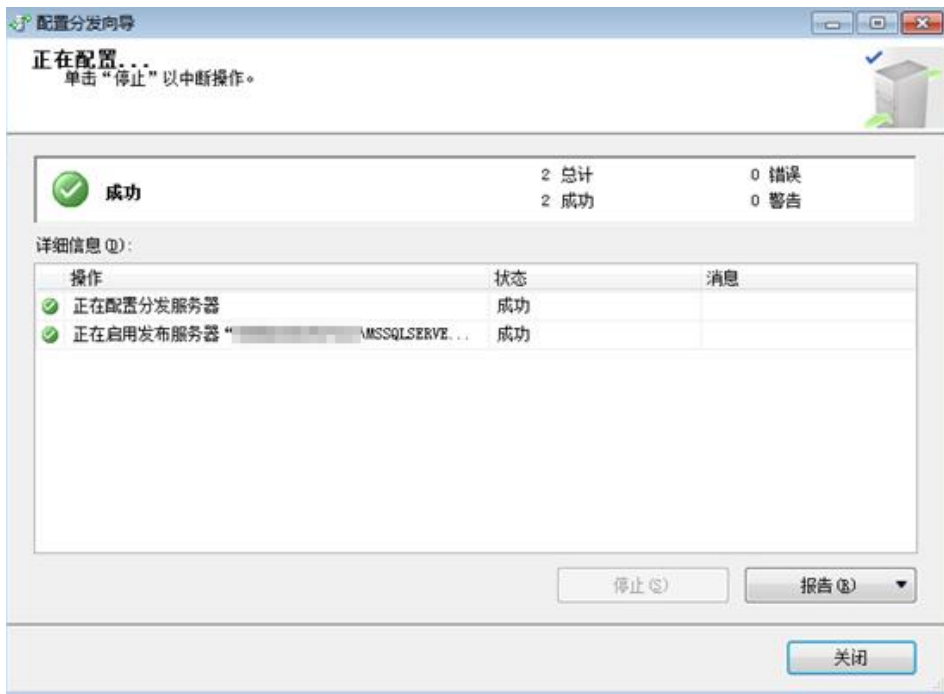 配置分发向导
正在配置...
单击“停止”以中断操作。
成功
2 总计
0 错误
2 成功
0 警告
详细信息(D):
操作 状态 消息
正在配置分发服务器 成功
正在启用发布服务器“ \MSSQLSERVE... 成功
停止(S)
报告(R)
关闭